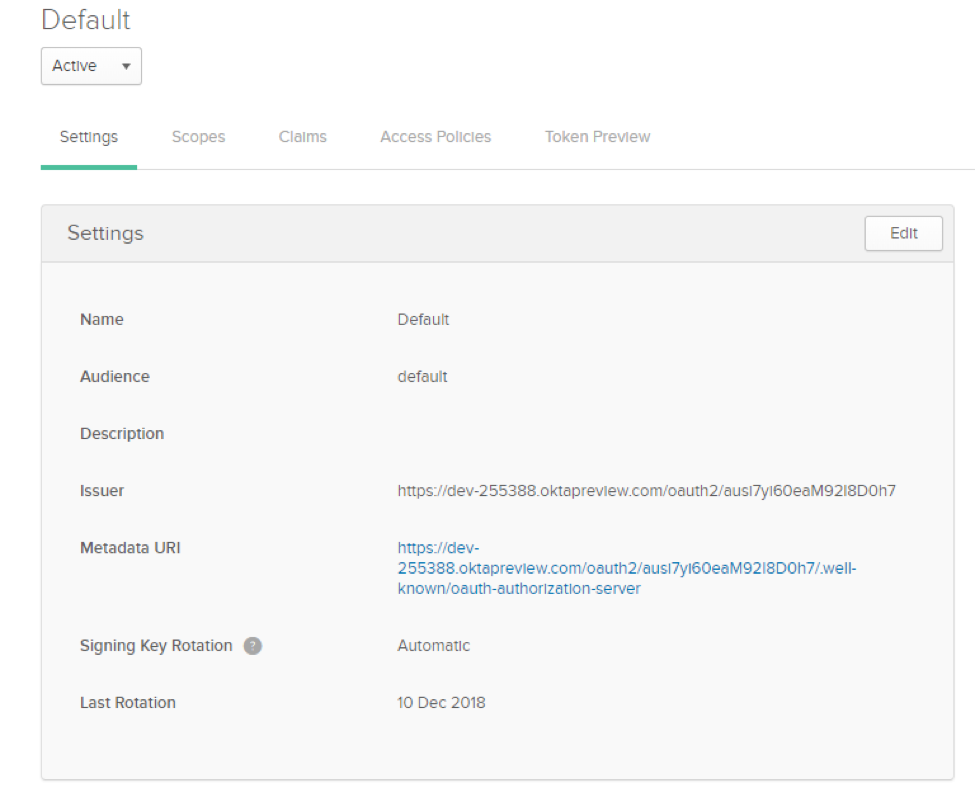 Default
Active
Settings Scopes Claims Access Policies Token Preview
Settings Edit
Name Default
Audience default
Description
Issuer https://dev-255388.oktapreview.com/oauth2/ausi7yi60eaM92I8D0h7
Metadata URI https://dev-
255388.oktapreview.com/oauth2/ausi7yi60eaM92I8D0h7/.well-
known/oauth-authorization-server
Signing Key Rotation ? Automatic
Last Rotation 10 Dec 2018